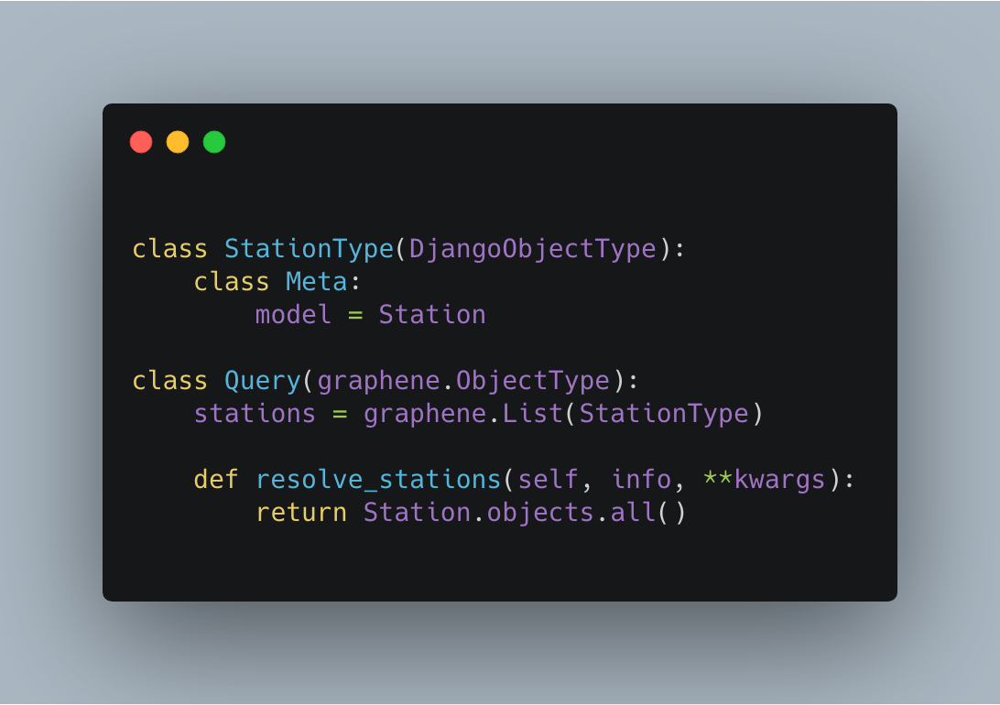 class StationType(DjangoObjectType):
    class Meta:
        model = Station

class Query(graphene.ObjectType):
    stations = graphene.List(StationType)

    def resolve_stations(self, info, **kwargs):
        return Station.objects.all()